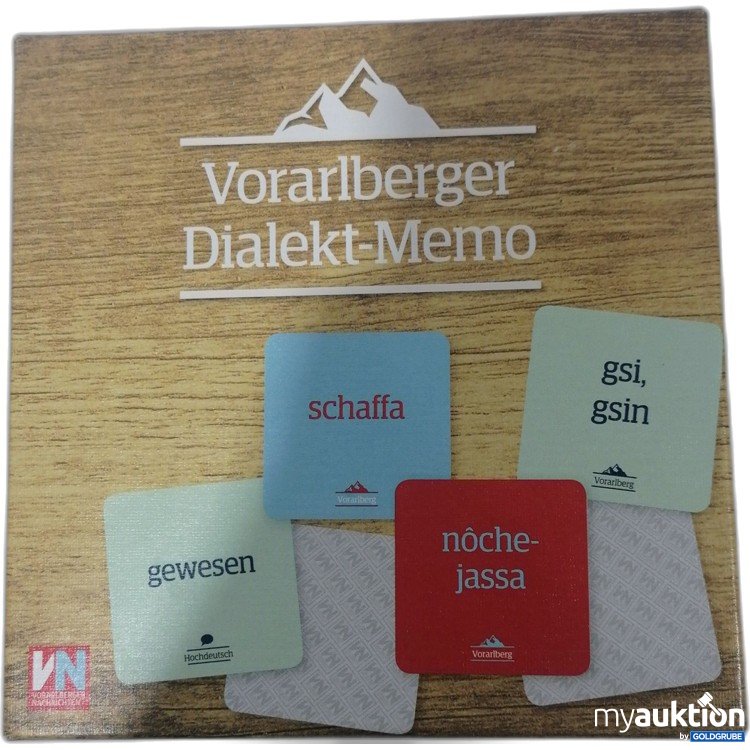 Vorarlberger
Dialekt-Memo
schaffa
Vorarlberg
gsi,
gsin
Vorarlberg
gewesen
Hochdeutsch
nôche-
jassa
Vorarlberg
VN
VORARLBERGER
NACHRICHTEN
myauktion
by GOLDGRUBE